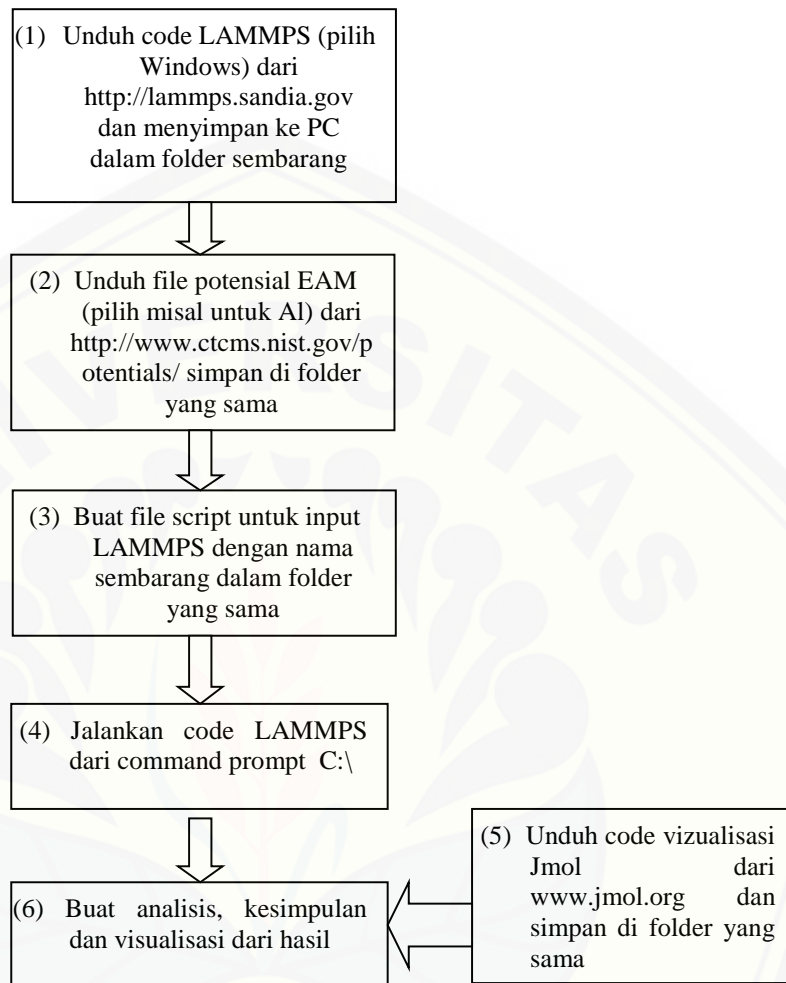 (1) Unduh code LAMMPS (pilih
Windows) dari
http://lammps.sandia.gov
dan menyimpan ke PC
dalam folder sembarang
(2) Unduh file potensial EAM
(pilih misal untuk Al) dari
http://www.ctcms.nist.gov/p
otentials/ simpan di folder
yang sama
(3) Buat file script untuk input
LAMMPS dengan nama
sembarang dalam folder
yang sama
(4) Jalankan code LAMMPS
dari command prompt C:\
(5) Unduh code vizualisasi
Jmol dari
www.jmol.org dan
simpan di folder yang
sama
(6) Buat analisis, kesimpulan
dan visualisasi dari hasil
IVERSITAS